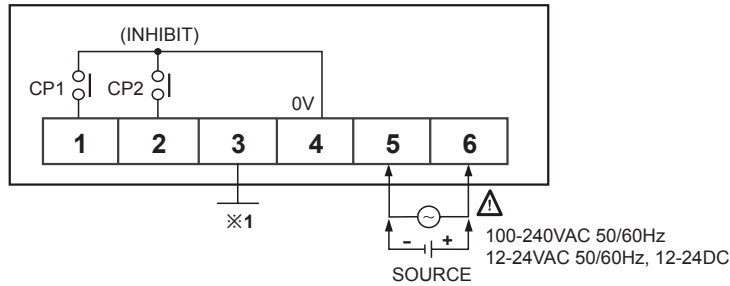 (INHIBIT)
CP1 CP2
0V
1 2 3 4 5 6
※1
- +
100-240VAC 50/60Hz
12-24VAC 50/60Hz, 12-24DC
SOURCE